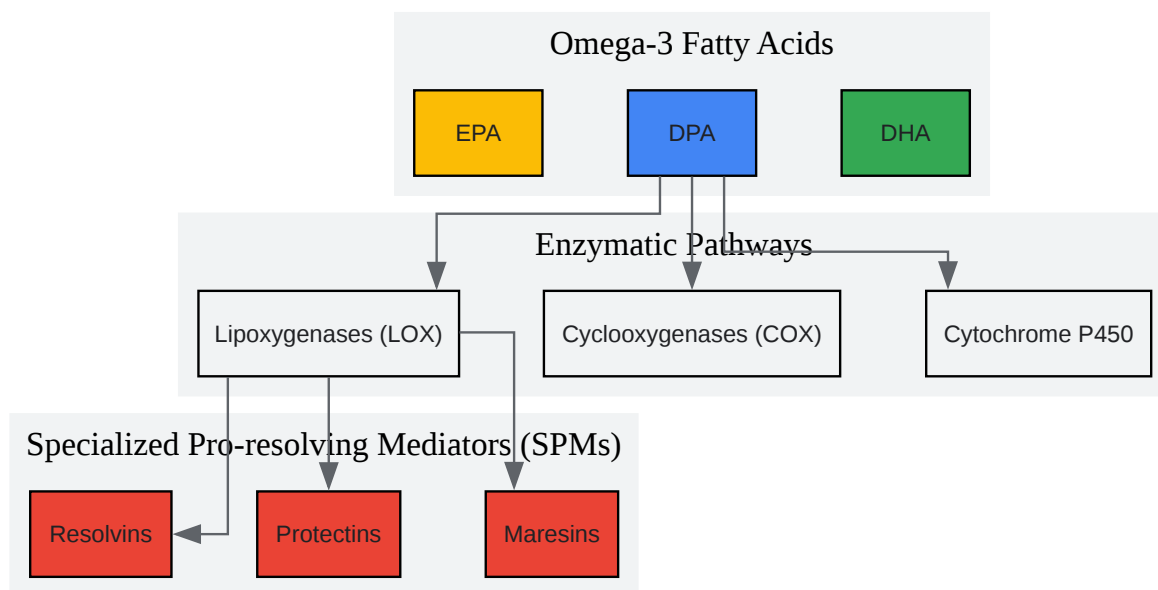 Omega-3 Fatty Acids
EPA
DPA
DHA
Enzymatic Pathways
Lipoxygenases (LOX)
Cyclooxygenases (COX)
Cytochrome P450
Specialized Pro-resolving Mediators (SPMs)
Resolvins
Protectins
Maresins